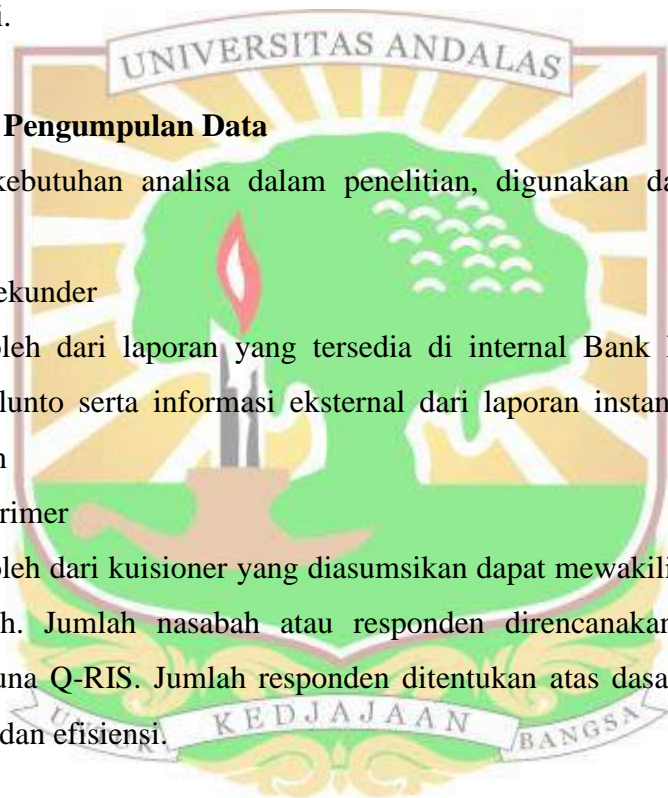 i.
UNIVERSITAS ANDALAS
Pengumpulan Data
kebutuhan analisa dalam penelitian, digunakan da
ekunder
leh dari laporan yang tersedia di internal Bank
lunto serta informasi eksternal dari laporan instan
n
rimer
leh dari kuisioner yang diasumsikan dapat mewakili
h. Jumlah nasabah atau responden direncanakan
una Q-RIS. Jumlah responden ditentukan atas dasa
dan efisiensi.
UNTUK KEDJAJAAN BANGSA